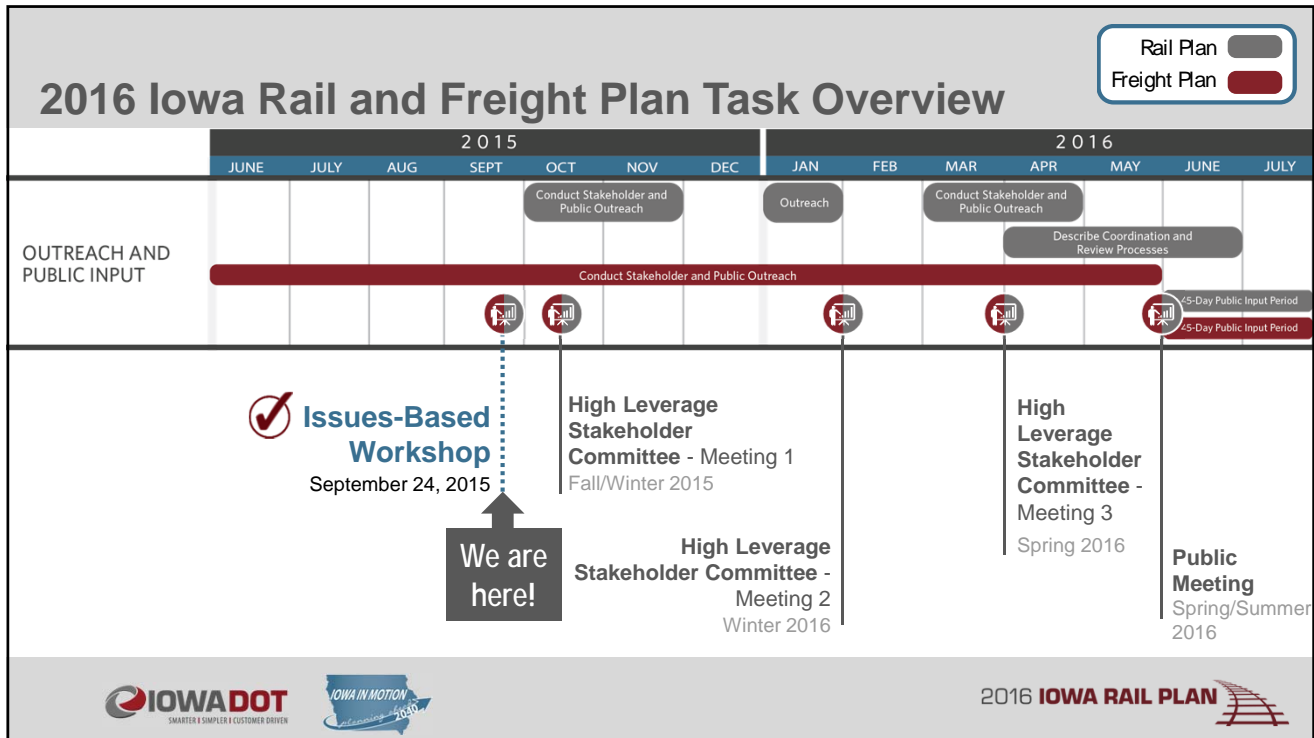 Rail Plan
Freight Plan
2016 Iowa Rail and Freight Plan Task Overview
2015
2016
JUNE
JULY
AUG
SEPT
OCT
NOV
DEC
JAN
FEB
MAR
APR
MAY
JUNE
JULY
OUTREACH AND
PUBLIC INPUT
Conduct Stakeholder and
Public Outreach
Outreach
Conduct Stakeholder and
Public Outreach
Describe Coordination and
Review Processes
Conduct Stakeholder and Public Outreach
45-Day Public Input Period
45-Day Public Input Period
Issues-Based
Workshop
September 24, 2015
We are
here!
High Leverage
Stakeholder
Committee - Meeting 1
Fall/Winter 2015
High Leverage
Stakeholder Committee -
Meeting 2
Winter 2016
High
Leverage
Stakeholder
Committee -
Meeting 3
Spring 2016
Public
Meeting
Spring/Summer
2016
IOWADOT
SMARTER I SIMPLER I CUSTOMER DRIVEN
IOWA IN MOTION
planning ahead
2040
2016 IOWA RAIL PLAN